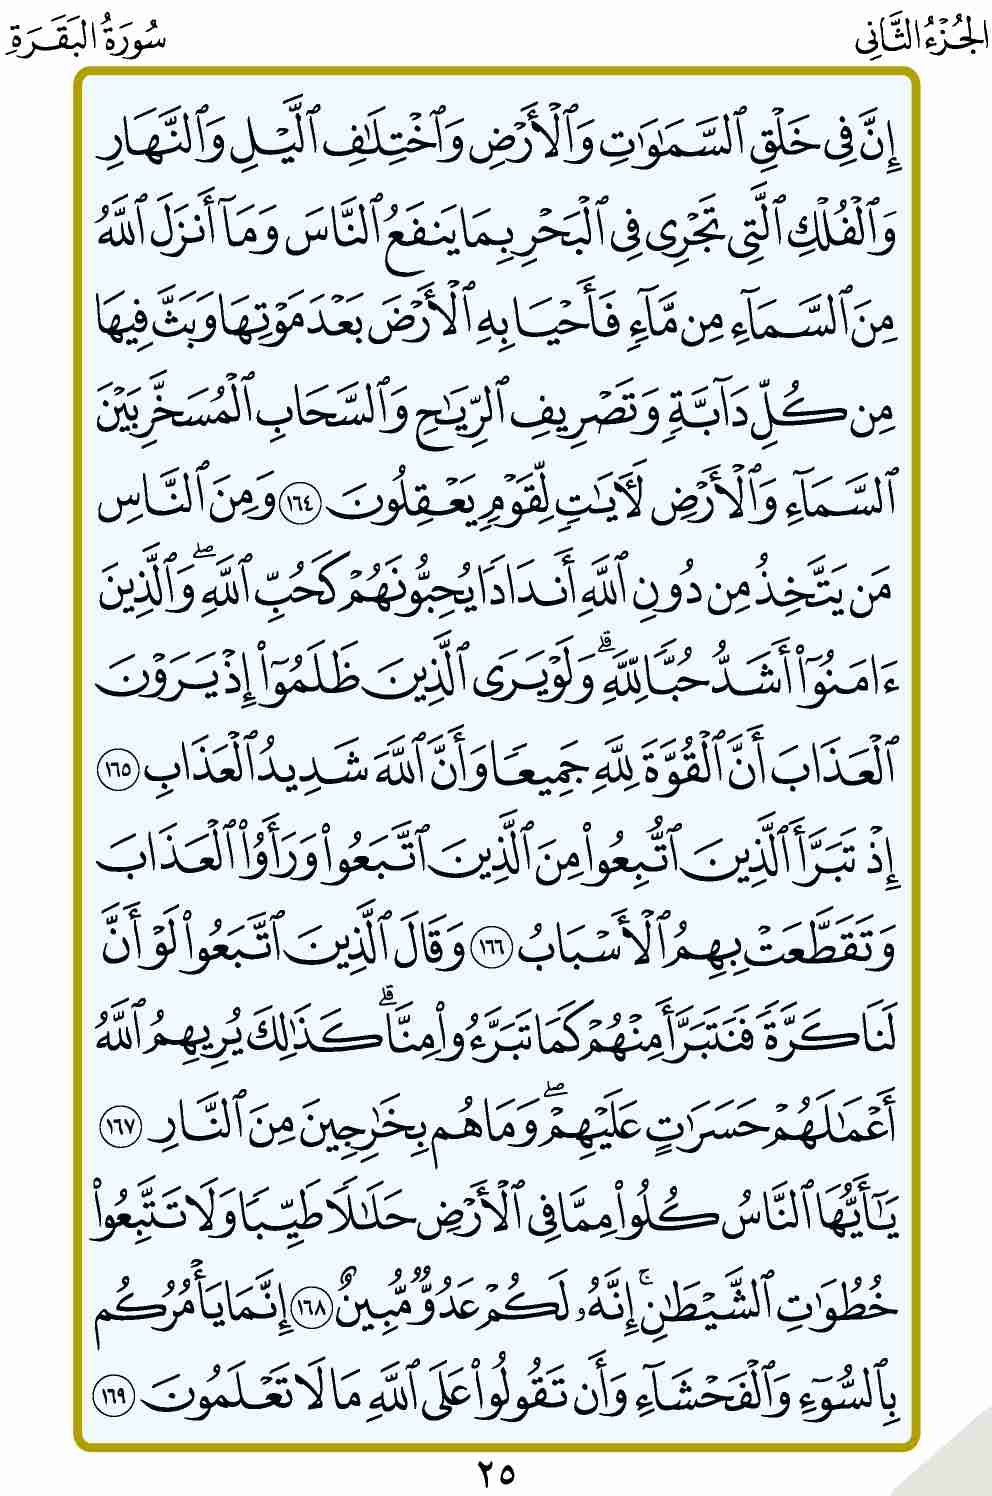 الجُزْءُ الثَّانِي
سُورَةُ البَقَرَةِ
إِنَّ فِي خَلْقِ ٱلسَّمَٰوَٰتِ وَٱلْأَرْضِ وَٱخْتِلَٰفِ ٱلَّيْلِ وَٱلنَّهَارِ
وَٱلْفُلْكِ ٱلَّتِي تَجْرِي فِي ٱلْبَحْرِ بِمَا يَنفَعُ ٱلنَّاسَ وَمَآ أَنزَلَ ٱللَّهُ
مِنَ ٱلسَّمَآءِ مِن مَّآءٍ فَأَحْيَا بِهِ ٱلْأَرْضَ بَعْدَ مَوْتِهَا وَبَثَّ فِيهَا
مِن كُلِّ دَآبَّةٍ وَتَصْرِيفِ ٱلرِّيَٰحِ وَٱلسَّحَابِ ٱلْمُسَخَّرِ بَيْنَ
ٱلسَّمَآءِ وَٱلْأَرْضِ لَأٓيَٰتٍ لِّقَوْمٍ يَعْقِلُونَ ١٦٤ وَمِنَ ٱلنَّاسِ
مَن يَتَّخِذُ مِن دُونِ ٱللَّهِ أَندَادًا يُحِبُّونَهُمْ كَحُبِّ ٱللَّهِۖ وَٱلَّذِينَ
ءَامَنُوٓا۟ أَشَدُّ حُبًّا لِّلَّهِۗ وَلَوْ يَرَى ٱلَّذِينَ ظَلَمُوٓا۟ إِذْ يَرَوْنَ
ٱلْعَذَابَ أَنَّ ٱلْقُوَّةَ لِلَّهِ جَمِيعًا وَأَنَّ ٱللَّهَ شَدِيدُ ٱلْعَذَابِ ١٦٥
إِذْ تَبَرَّأَ ٱلَّذِينَ ٱتُّبِعُوا۟ مِنَ ٱلَّذِينَ ٱتَّبَعُوا۟ وَرَأَوُا۟ ٱلْعَذَابَ
وَتَقَطَّعَتْ بِهِمُ ٱلْأَسْبَابُ ١٦٦ وَقَالَ ٱلَّذِينَ ٱتَّبَعُوا۟ لَوْ أَنَّ
لَنَا كَرَّةً فَنَتَبَرَّأَ مِنْهُمْ كَمَا تَبَرَّءُوا۟ مِنَّاۗ كَذَٰلِكَ يُرِيهِمُ ٱللَّهُ
أَعْمَٰلَهُمْ حَسَرَٰتٍ عَلَيْهِمْۖ وَمَا هُم بِخَٰرِجِينَ مِنَ ٱلنَّارِ ١٦٧
يَٰٓأَيُّهَا ٱلنَّاسُ كُلُوا۟ مِمَّا فِي ٱلْأَرْضِ حَلَٰلًا طَيِّبًا وَلَا تَتَّبِعُوا۟
خُطُوَٰتِ ٱلشَّيْطَٰنِۚ إِنَّهُۥ لَكُمْ عَدُوٌّ مُّبِينٌ ١٦٨ إِنَّمَا يَأْمُرُكُم
بِٱلسُّوٓءِ وَٱلْفَحْشَآءِ وَأَن تَقُولُوا۟ عَلَى ٱللَّهِ مَا لَا تَعْلَمُونَ ١٦٩
٢٥